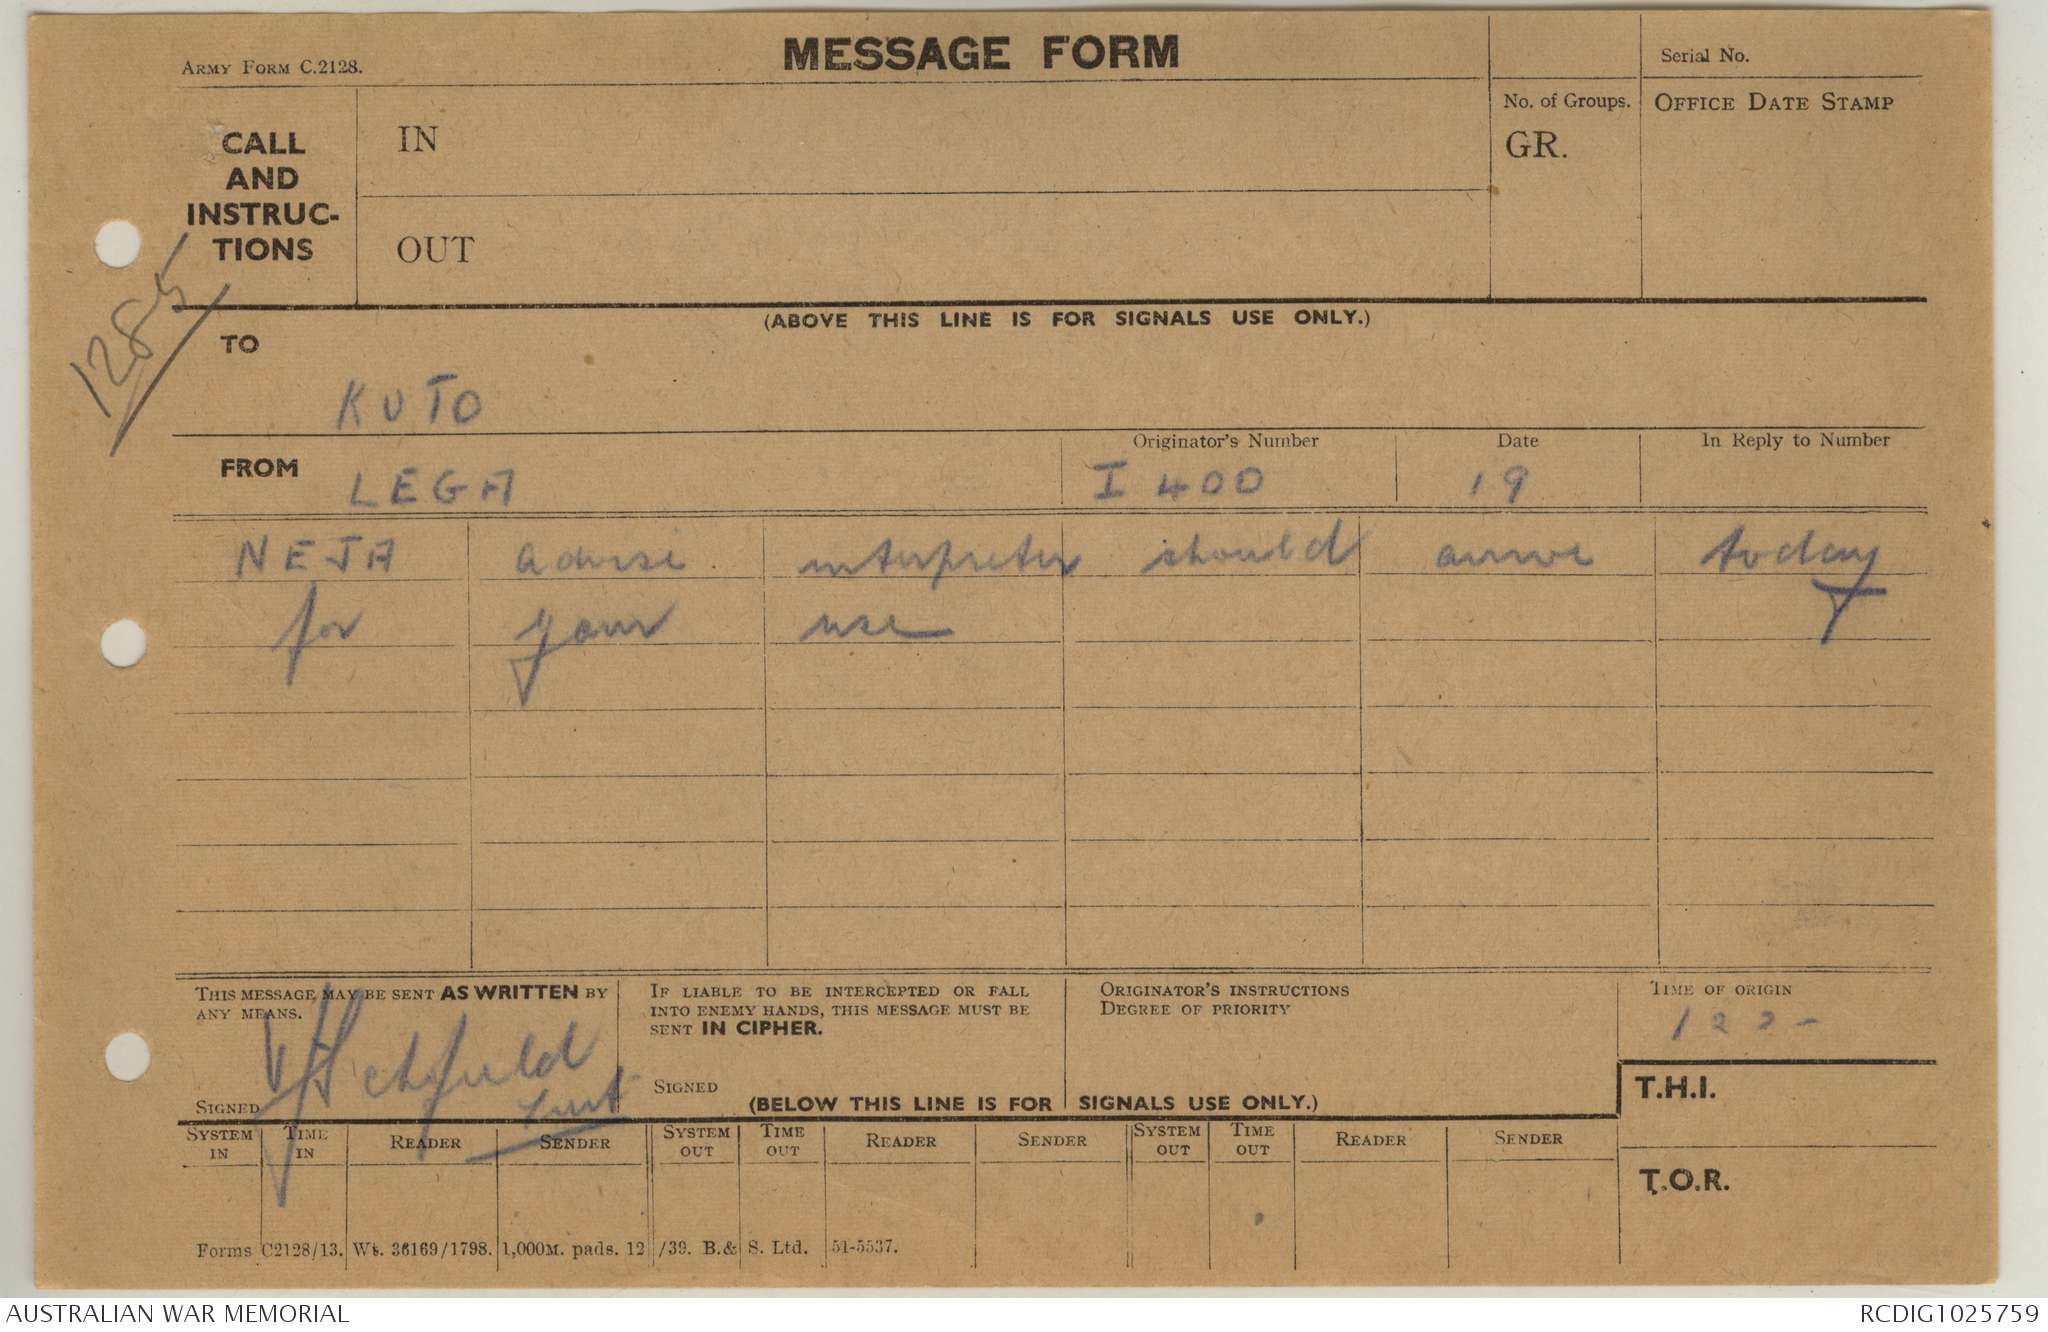 ARMY FORM C.2128.
MESSAGE FORM
Serial No.
CALL
AND
INSTRUC-
TIONS
IN
OUT
No. of Groups.
GR.
OFFICE DATE STAMP
(ABOVE THIS LINE IS FOR SIGNALS USE ONLY.)
TO
KUTO
FROM
LEGA
Originator's Number
I 400
Date
19
In Reply to Number
NEJA advise interpreter should arrive today
for your use
THIS MESSAGE MAY BE SENT AS WRITTEN BY
ANY MEANS.
SIGNED
IF LIABLE TO BE INTERCEPTED OR FALL
INTO ENEMY HANDS, THIS MESSAGE MUST BE
SENT IN CIPHER.
SIGNED
ORIGINATOR'S INSTRUCTIONS
DEGREE OF PRIORITY
TIME OF ORIGIN
(BELOW THIS LINE IS FOR SIGNALS USE ONLY.)
T.H.I.
T.O.R.
SYSTEM IN
TIME IN
READER
SENDER
SYSTEM OUT
TIME OUT
READER
SENDER
SYSTEM OUT
TIME OUT
READER
SENDER
Forms C2128/13. Wt. 36169/1798. 1,000M. pads. 12/39. B.& S. Ltd. 51-5537.
AUSTRALIAN WAR MEMORIAL
RCDIG1025759